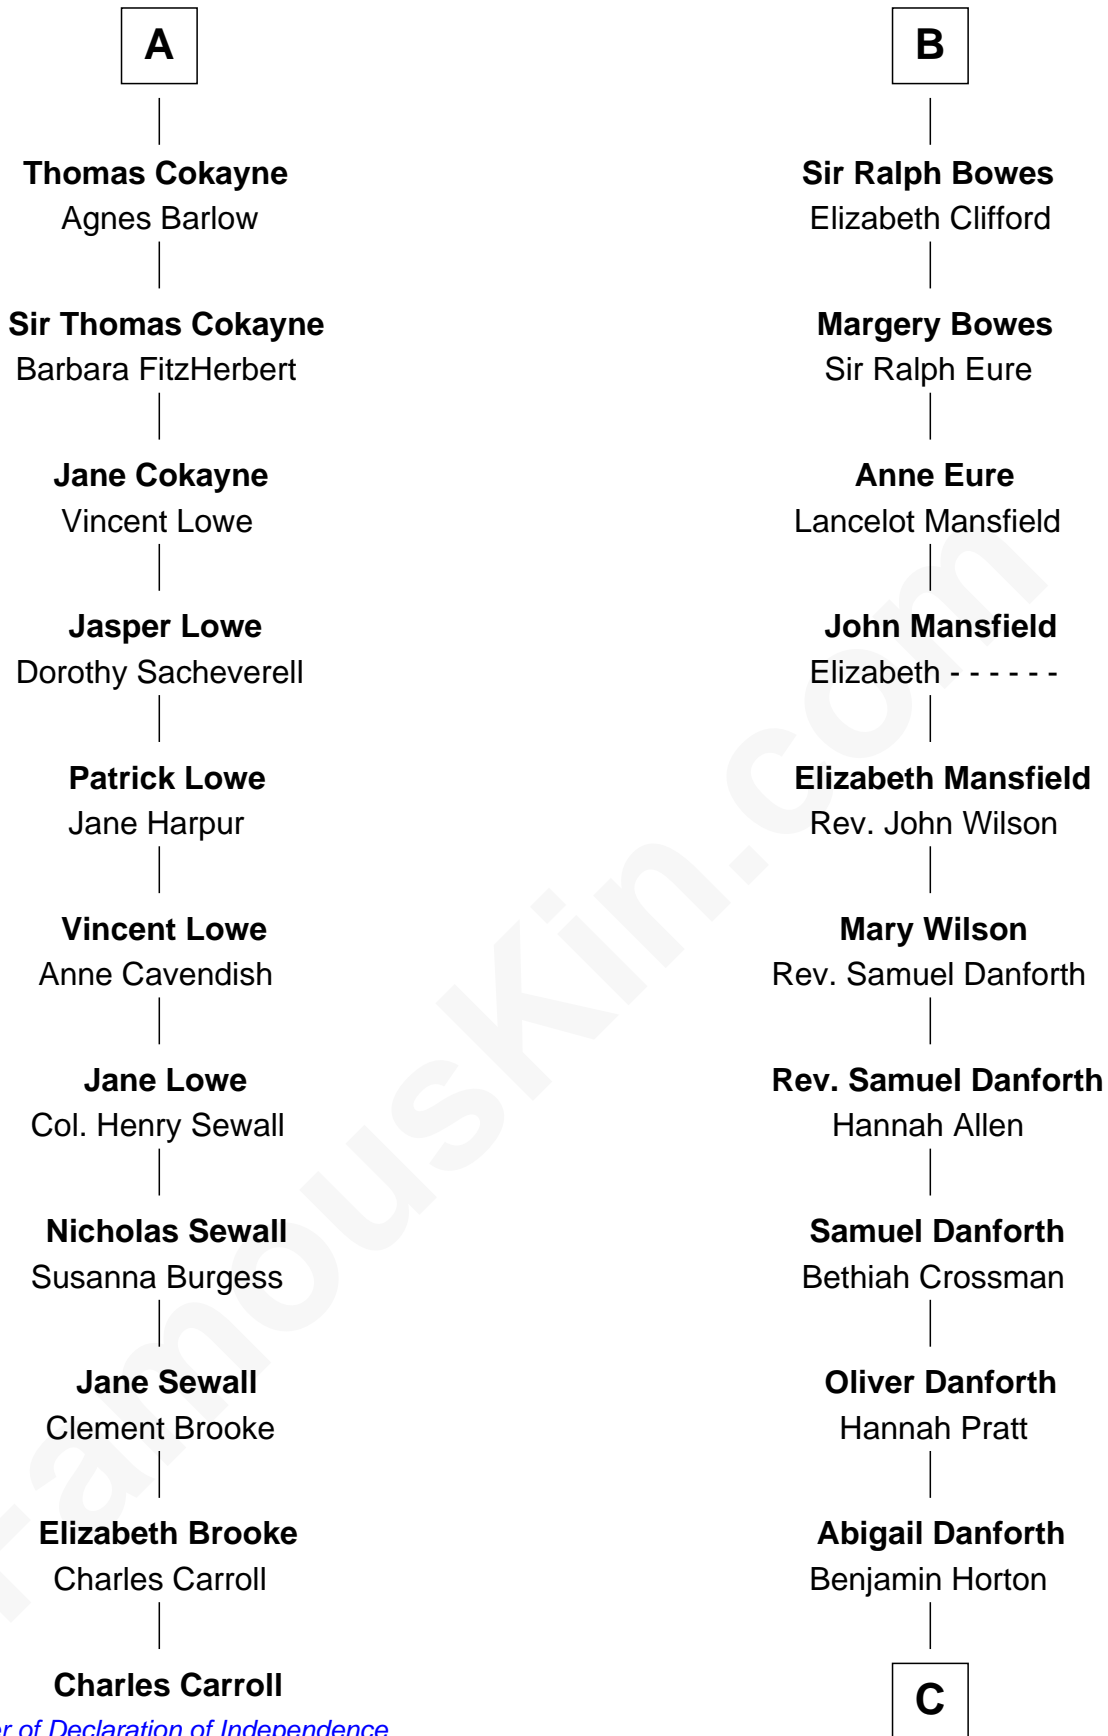 A
Thomas Cokayne
Agnes Barlow
Sir Thomas Cokayne
Barbara FitzHerbert
Jane Cokayne
Vincent Lowe
Jasper Lowe
Dorothy Sacheverell
Patrick Lowe
Jane Harpur
Vincent Lowe
Anne Cavendish
Jane Lowe
Col. Henry Sewall
Nicholas Sewall
Susanna Burgess
Jane Sewall
Clement Brooke
Elizabeth Brooke
Charles Carroll
Charles Carroll
of Declaration of Independence
B
Sir Ralph Bowes
Elizabeth Clifford
Margery Bowes
Sir Ralph Eure
Anne Eure
Lancelot Mansfield
John Mansfield
Elizabeth - - - - - -
Elizabeth Mansfield
Rev. John Wilson
Mary Wilson
Rev. Samuel Danforth
Rev. Samuel Danforth
Hannah Allen
Samuel Danforth
Bethiah Crossman
Oliver Danforth
Hannah Pratt
Abigail Danforth
Benjamin Horton
C
FamousKin.com